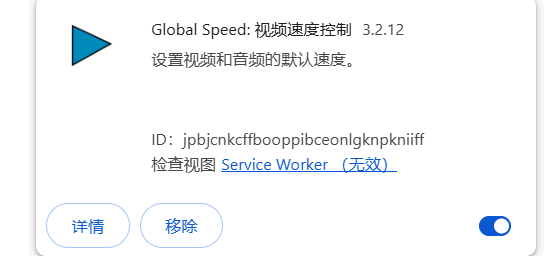 Global Speed: 视频速度控制 3.2.12
设置视频和音频的默认速度。
ID：jpbjcnkcffbooppibceonlgknpkniiff
检查视图 Service Worker （无效）
详情 移除